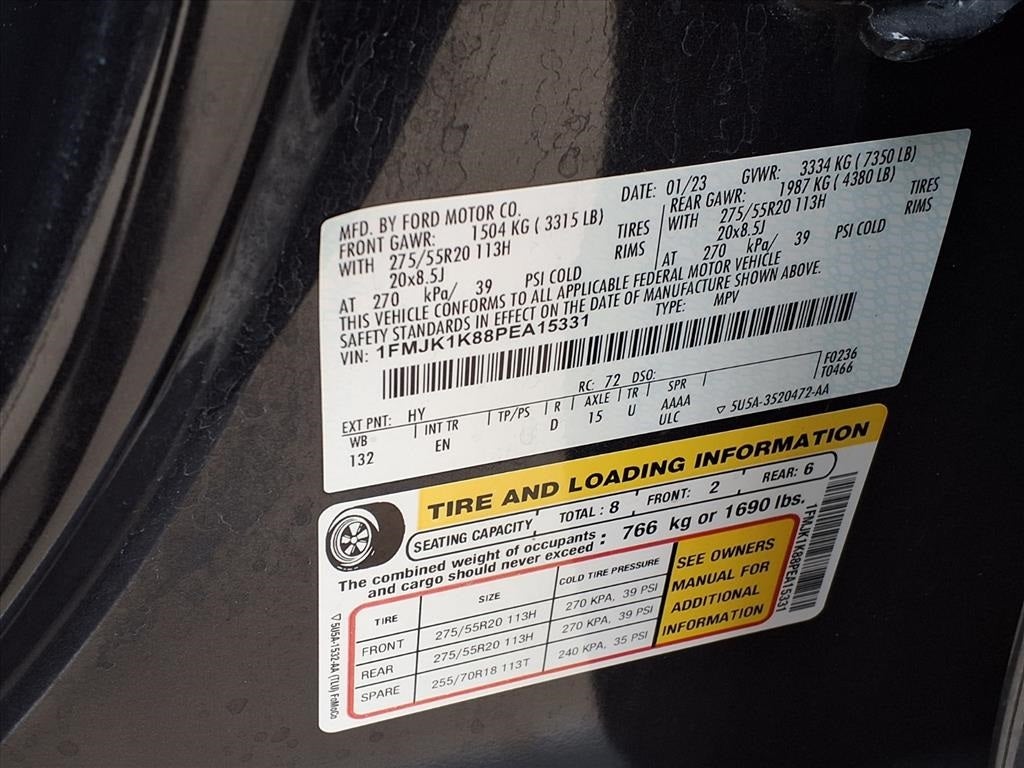 MFD. BY FORD MOTOR CO.
DATE: 01/23 GVWR: 3334 KG ( 7350 LB)
FRONT GAWR: 1504 KG ( 3315 LB) REAR GAWR: 1987 KG ( 4380 LB)
WITH 275/55R20 113H TIRES WITH 275/55R20 113H TIRES
20x8.5J RIMS 20x8.5J RIMS
AT 270 kPa/ 39 PSI COLD AT 270 kPa/ 39 PSI COLD
THIS VEHICLE CONFORMS TO ALL APPLICABLE FEDERAL MOTOR VEHICLE
SAFETY STANDARDS IN EFFECT ON THE DATE OF MANUFACTURE SHOWN ABOVE.
VIN: 1FMJK1K88PEA15331 TYPE: MPV
EXT PNT: HY RC: 72 DSO: F0236
WB INT TR TP/PS R AXLE TR SPR T0466
132 EN D 15 U AAAA
ULC ▽ 5U5A-3520472-AA
TIRE AND LOADING INFORMATION
SEATING CAPACITY TOTAL : 8 FRONT: 2 REAR: 6
The combined weight of occupants and cargo should never exceed : 766 kg or 1690 lbs.
TIRE SIZE COLD TIRE PRESSURE
FRONT 275/55R20 113H 270 KPA, 39 PSI
REAR 275/55R20 113H 270 KPA, 39 PSI
SPARE 255/70R18 113T 240 KPA, 35 PSI
SEE OWNERS
MANUAL FOR
ADDITIONAL
INFORMATION
1FMJK1K88PEA15331
▽ 5U5A-1532-AA (TLU) FoMoCo